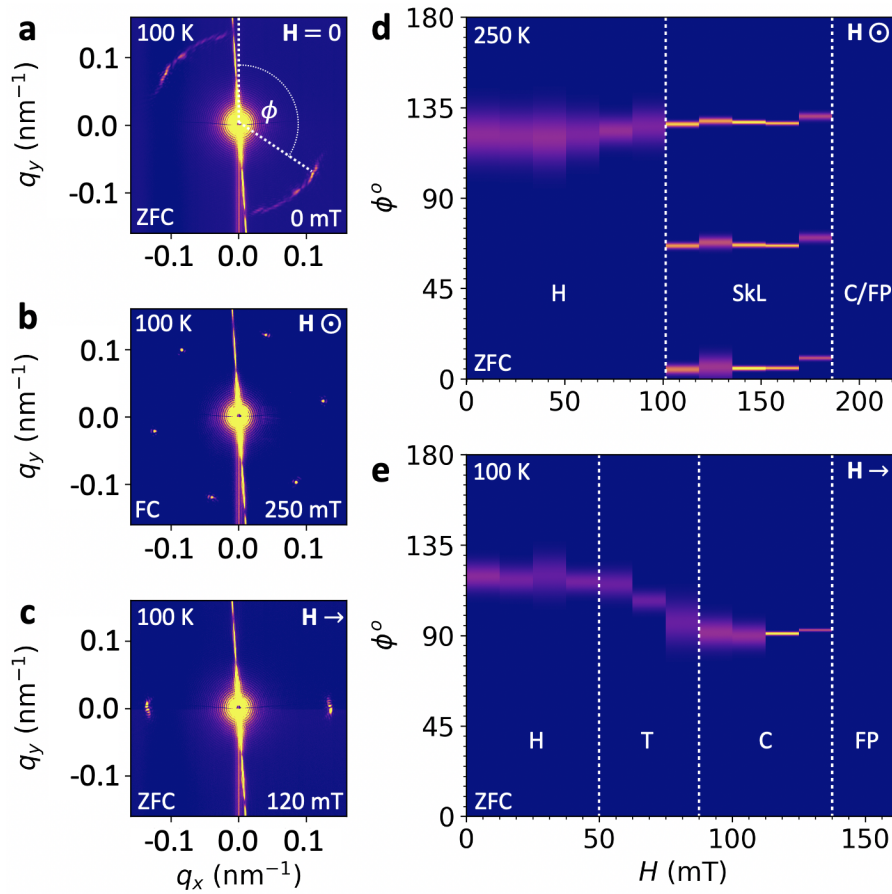 a
100 K
H = 0
0.1
0.0
-0.1
q_y (nm⁻¹)
ϕ
ZFC
0 mT
-0.1
0.0
0.1
b
100 K
H ⊙
0.1
0.0
-0.1
q_y (nm⁻¹)
FC
250 mT
-0.1
0.0
0.1
c
100 K
H →
0.1
0.0
-0.1
q_y (nm⁻¹)
ZFC
120 mT
-0.1
0.0
0.1
q_x (nm⁻¹)
d
250 K
H ⊙
180
135
90
45
0
ϕ°
H
SkL
C/FP
ZFC
0
50
100
150
200
e
100 K
H →
180
135
90
45
0
ϕ°
H
T
C
FP
ZFC
0
50
100
150
H (mT)